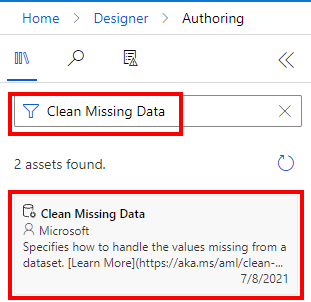 Home > Designer > Authoring
Clean Missing Data
2 assets found.
Clean Missing Data
Microsoft
Specifies how to handle the values missing from a
dataset. [Learn More](https://aka.ms/aml/clean-...
7/8/2021